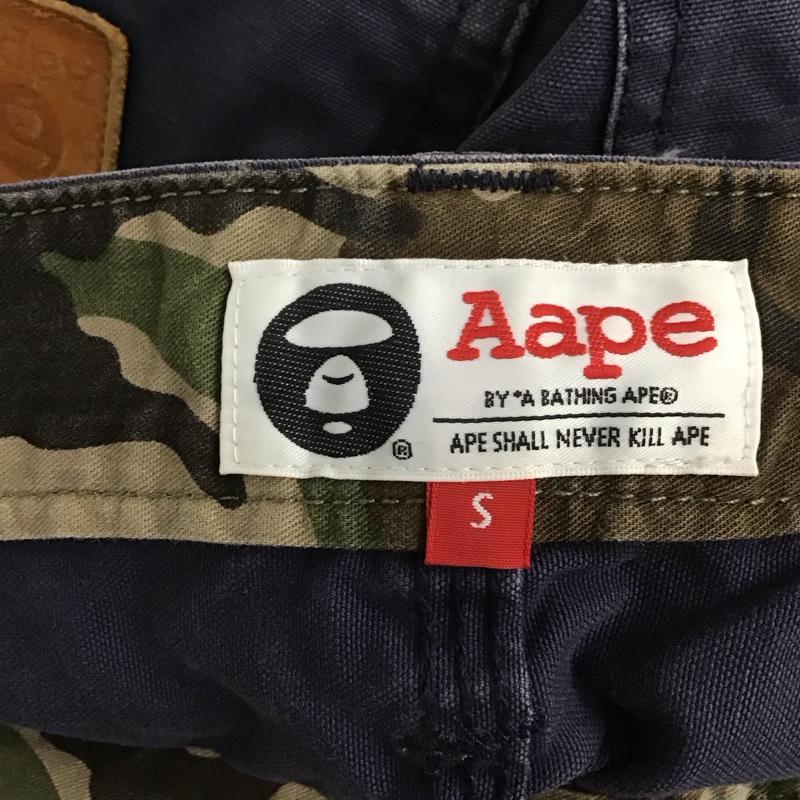 Aape
BY *A BATHING APE®
APE SHALL NEVER KILL APE
®
S